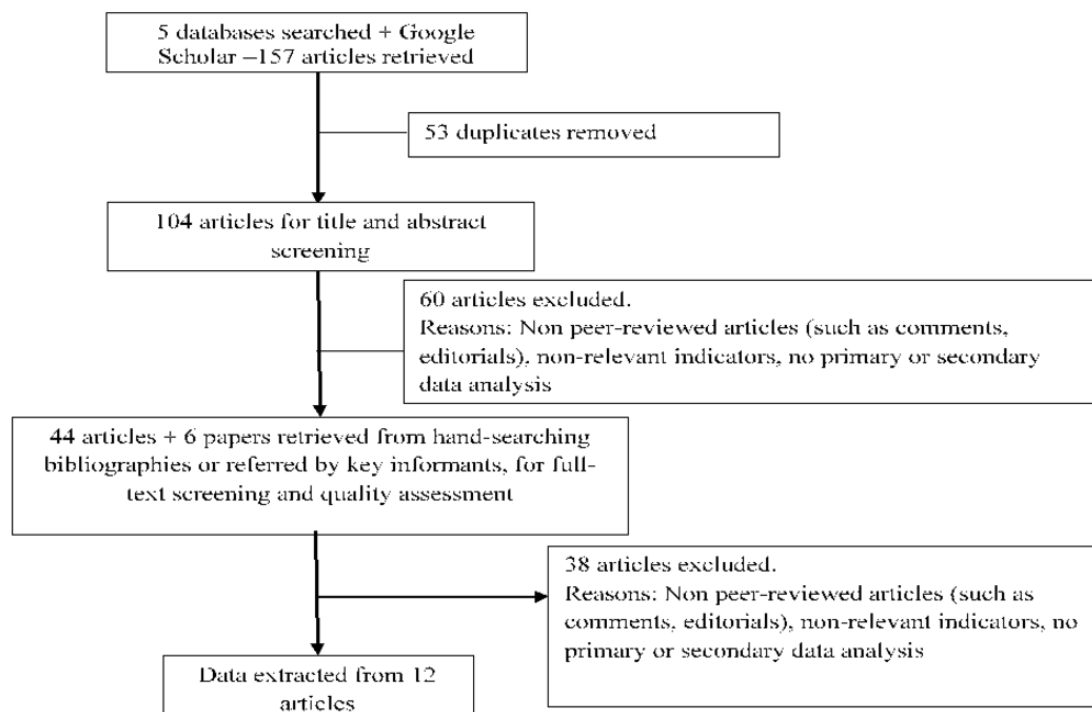 5 databases searched + Google
Scholar –157 articles retrieved
53 duplicates removed
104 articles for title and abstract
screening
60 articles excluded.
Reasons: Non peer-reviewed articles (such as comments,
editorials), non-relevant indicators, no primary or secondary
data analysis
44 articles + 6 papers retrieved from hand-searching
bibliographies or referred by key informants, for full-
text screening and quality assessment
38 articles excluded.
Reasons: Non peer-reviewed articles (such as
comments, editorials), non-relevant indicators, no
primary or secondary data analysis
Data extracted from 12
articles